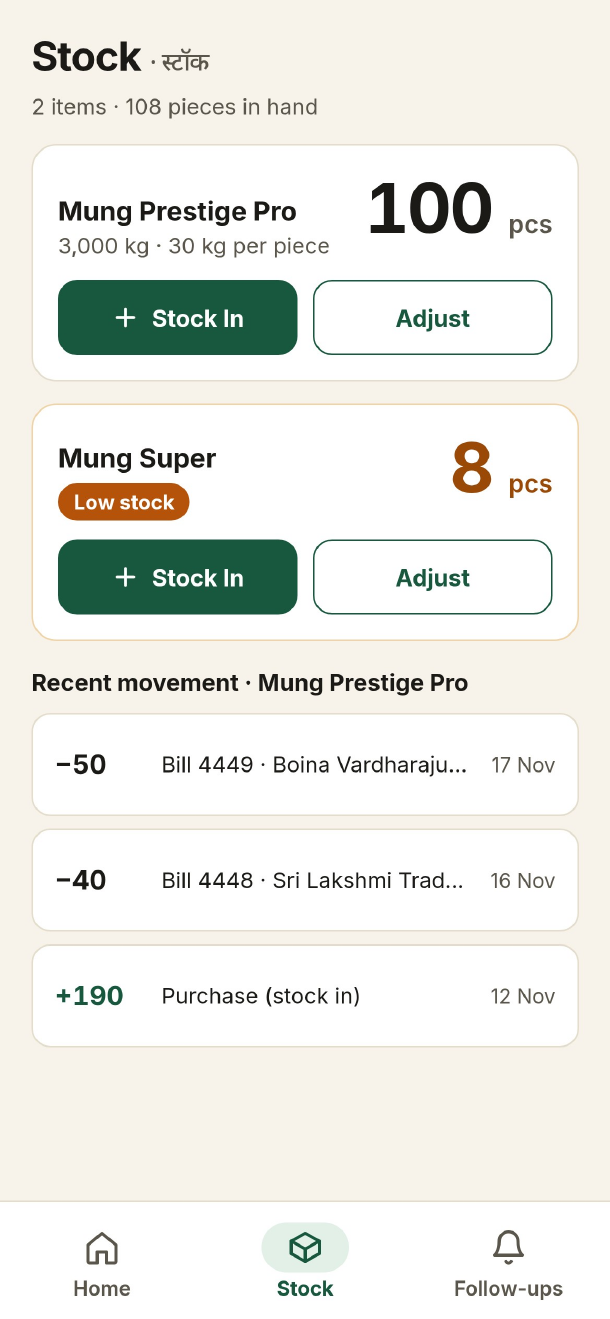 Stock · स्टॉक
2 items · 108 pieces in hand
Mung Prestige Pro
100 pcs
3,000 kg · 30 kg per piece
+ Stock In
Adjust
Mung Super
8 pcs
Low stock
+ Stock In
Adjust
Recent movement · Mung Prestige Pro
−50 Bill 4449 · Boina Vardharaju... 17 Nov
−40 Bill 4448 · Sri Lakshmi Trad... 16 Nov
+190 Purchase (stock in) 12 Nov
Home Stock Follow-ups